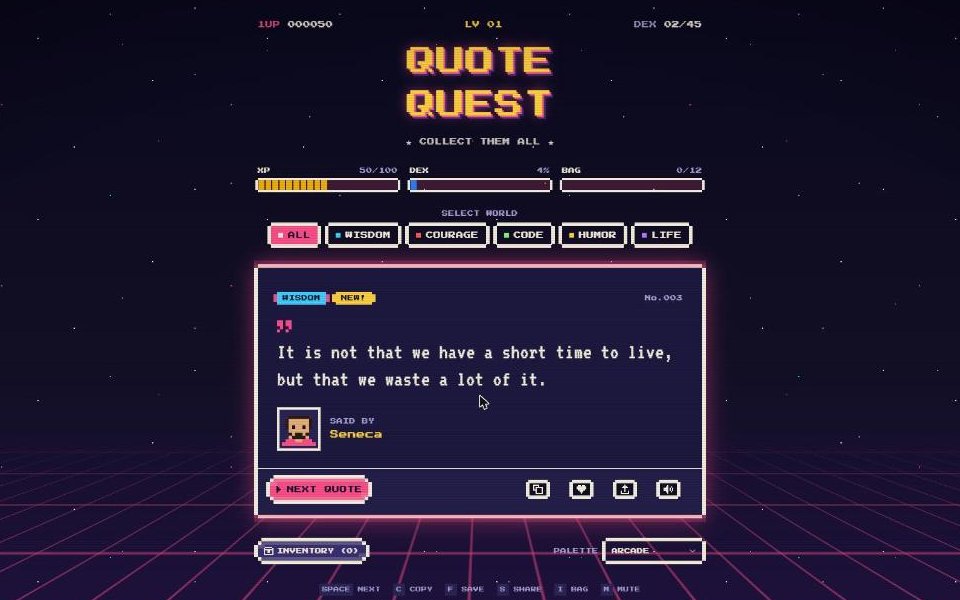 1UP 000050 LV 01 DEX 02/45
QUOTE
QUEST
★ COLLECT THEM ALL ★
XP 50/100 DEX 4% BAG 0/12
SELECT WORLD
ALL WISDOM COURAGE CODE HUMOR LIFE
WISDOM NEW! No.003
"
It is not that we have a short time to live,
but that we waste a lot of it.
SAID BY
Seneca
NEXT QUOTE
INVENTORY (0) PALETTE ARCADE
SPACE NEXT C COPY F SAVE S SHARE I BAG M MUTE